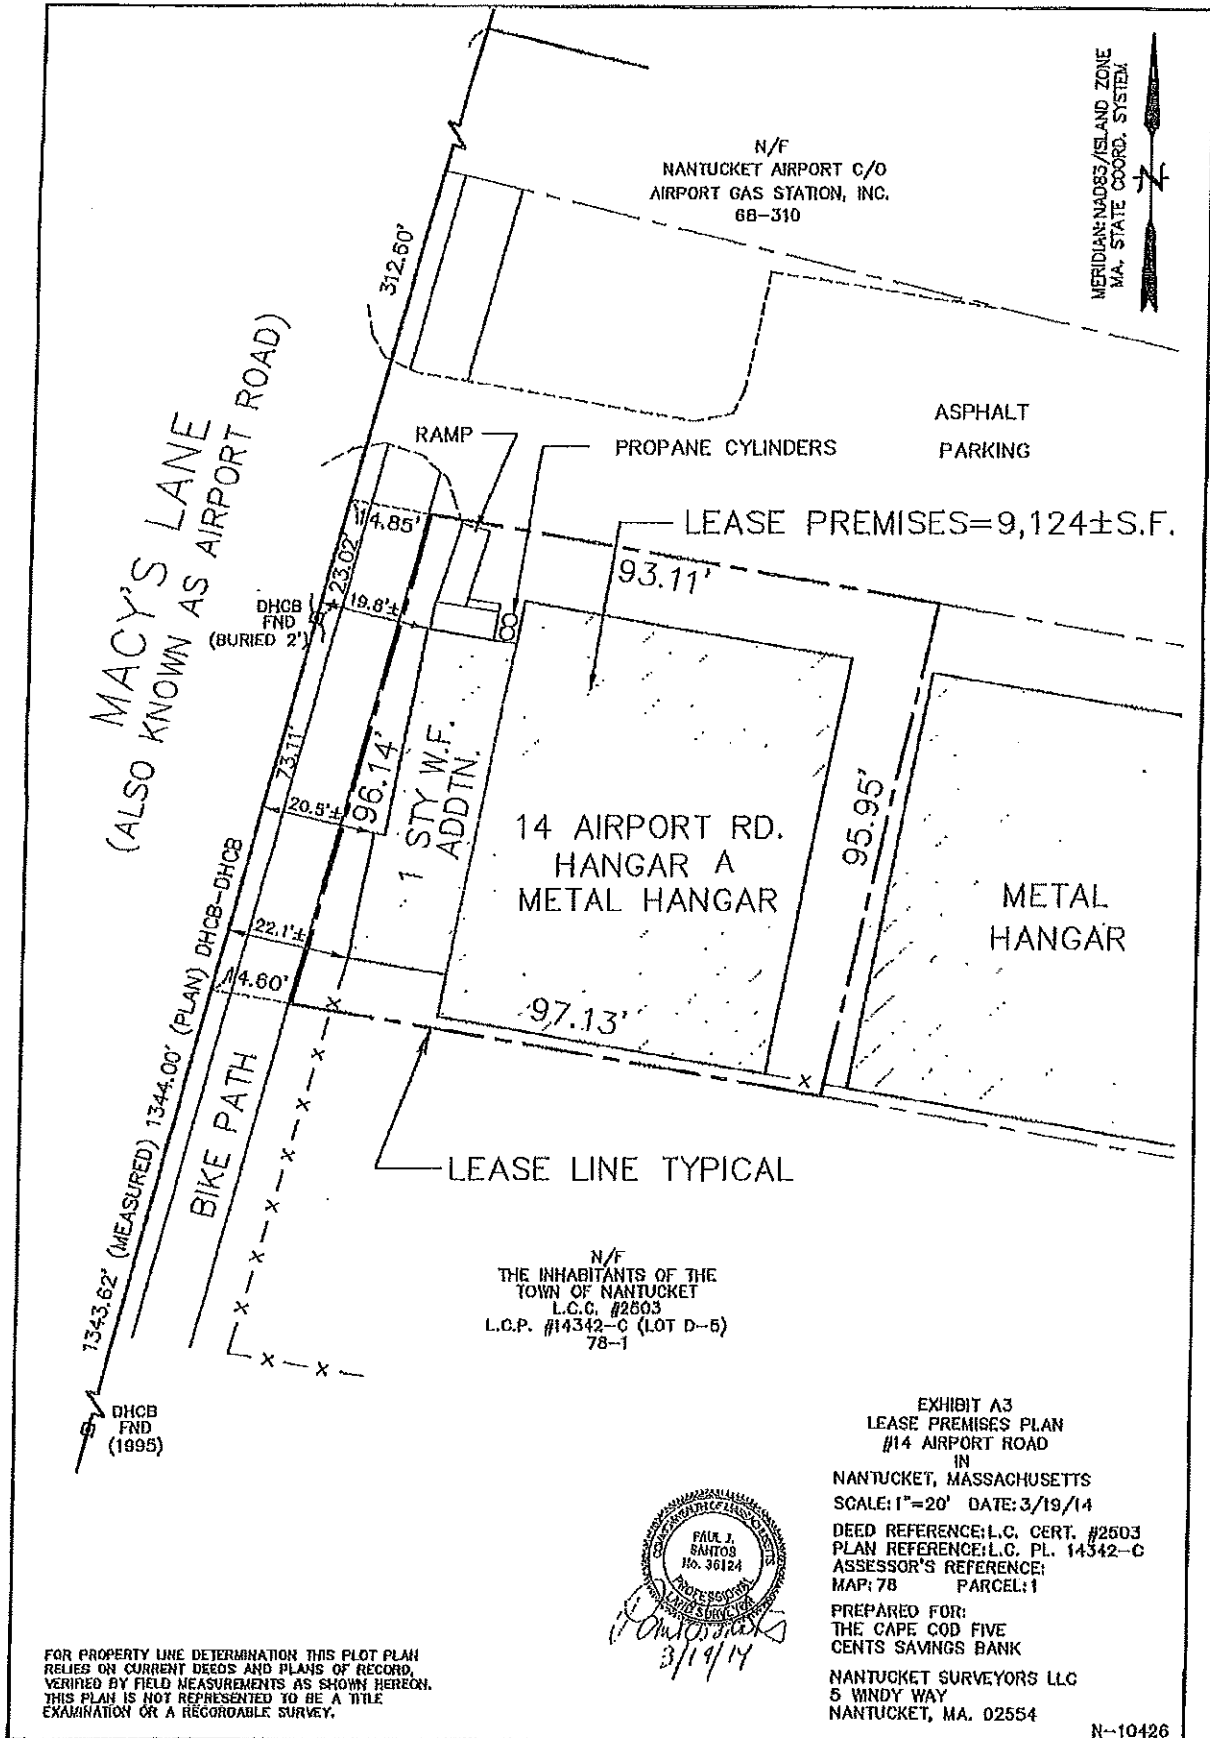 MERIDIAN:NAD83/ISLAND ZONE
MA. STATE COORD. SYSTEM
N
N/F
NANTUCKET AIRPORT C/O
AIRPORT GAS STATION, INC.
68-310
312.60'
MACY'S LANE
(ALSO KNOWN AS AIRPORT ROAD)
RAMP
PROPANE CYLINDERS
ASPHALT
PARKING
LEASE PREMISES=9,124±S.F.
14.85'
93.11'
23.02'
19.8'±
DHCB
FND
(BURIED 2')
73.11'
96.14'
20.5'±
1 STY W.F.
ADDTN.
14 AIRPORT RD.
HANGAR A
METAL HANGAR
95.95'
METAL
HANGAR
22.1'±
14.60'
97.13'
1343.62' (MEASURED) 1344.00' (PLAN) DHCB-DHCB
BIKE PATH
LEASE LINE TYPICAL
N/F
THE INHABITANTS OF THE
TOWN OF NANTUCKET
L.C.C. #2603
L.C.P. #14342-C (LOT D-5)
78-1
DHCB
FND
(1995)
EXHIBIT A3
LEASE PREMISES PLAN
#14 AIRPORT ROAD
IN
NANTUCKET, MASSACHUSETTS
SCALE: 1"=20' DATE: 3/19/14
DEED REFERENCE: L.C. CERT. #2603
PLAN REFERENCE: L.C. PL. 14342-C
ASSESSOR'S REFERENCE:
MAP: 78 PARCEL: 1
PREPARED FOR:
THE CAPE COD FIVE
CENTS SAVINGS BANK
NANTUCKET SURVEYORS LLC
5 WINDY WAY
NANTUCKET, MA. 02554
N-10426
COMMONWEALTH OF MASSACHUSETTS
PAUL J.
SANTOS
No. 36124
PROFESSIONAL
LAND SURVEYOR
3/19/14
FOR PROPERTY LINE DETERMINATION THIS PLOT PLAN
RELIES ON CURRENT DEEDS AND PLANS OF RECORD,
VERIFIED BY FIELD MEASUREMENTS AS SHOWN HEREON.
THIS PLAN IS NOT REPRESENTED TO BE A TITLE
EXAMINATION OR A RECORDABLE SURVEY.